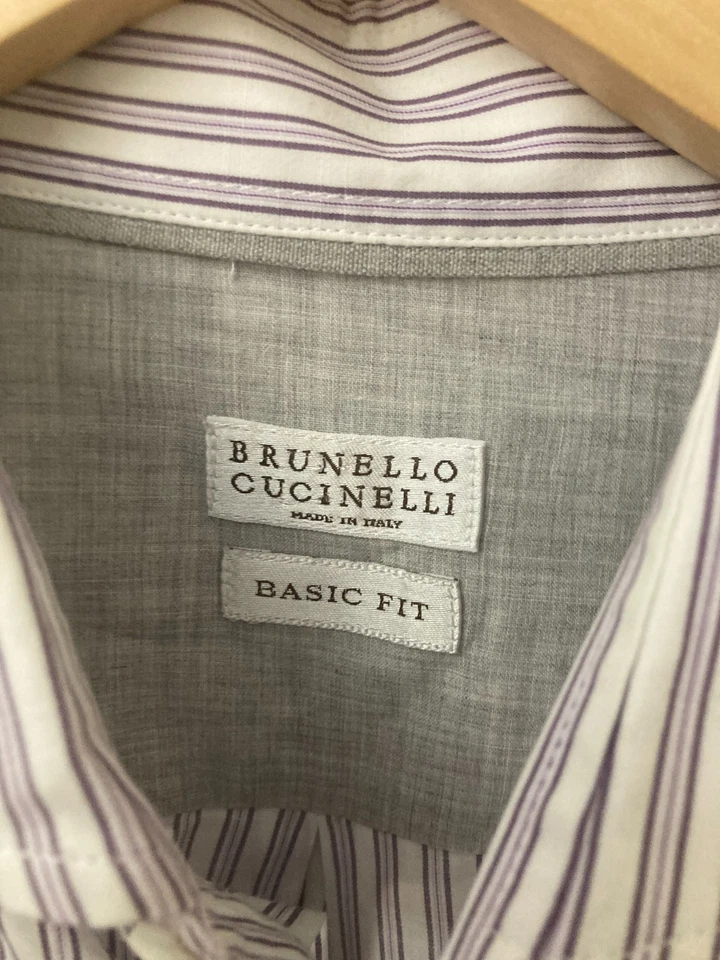 BRUNELLO
CUCINELLI
MADE IN ITALY
BASIC FIT